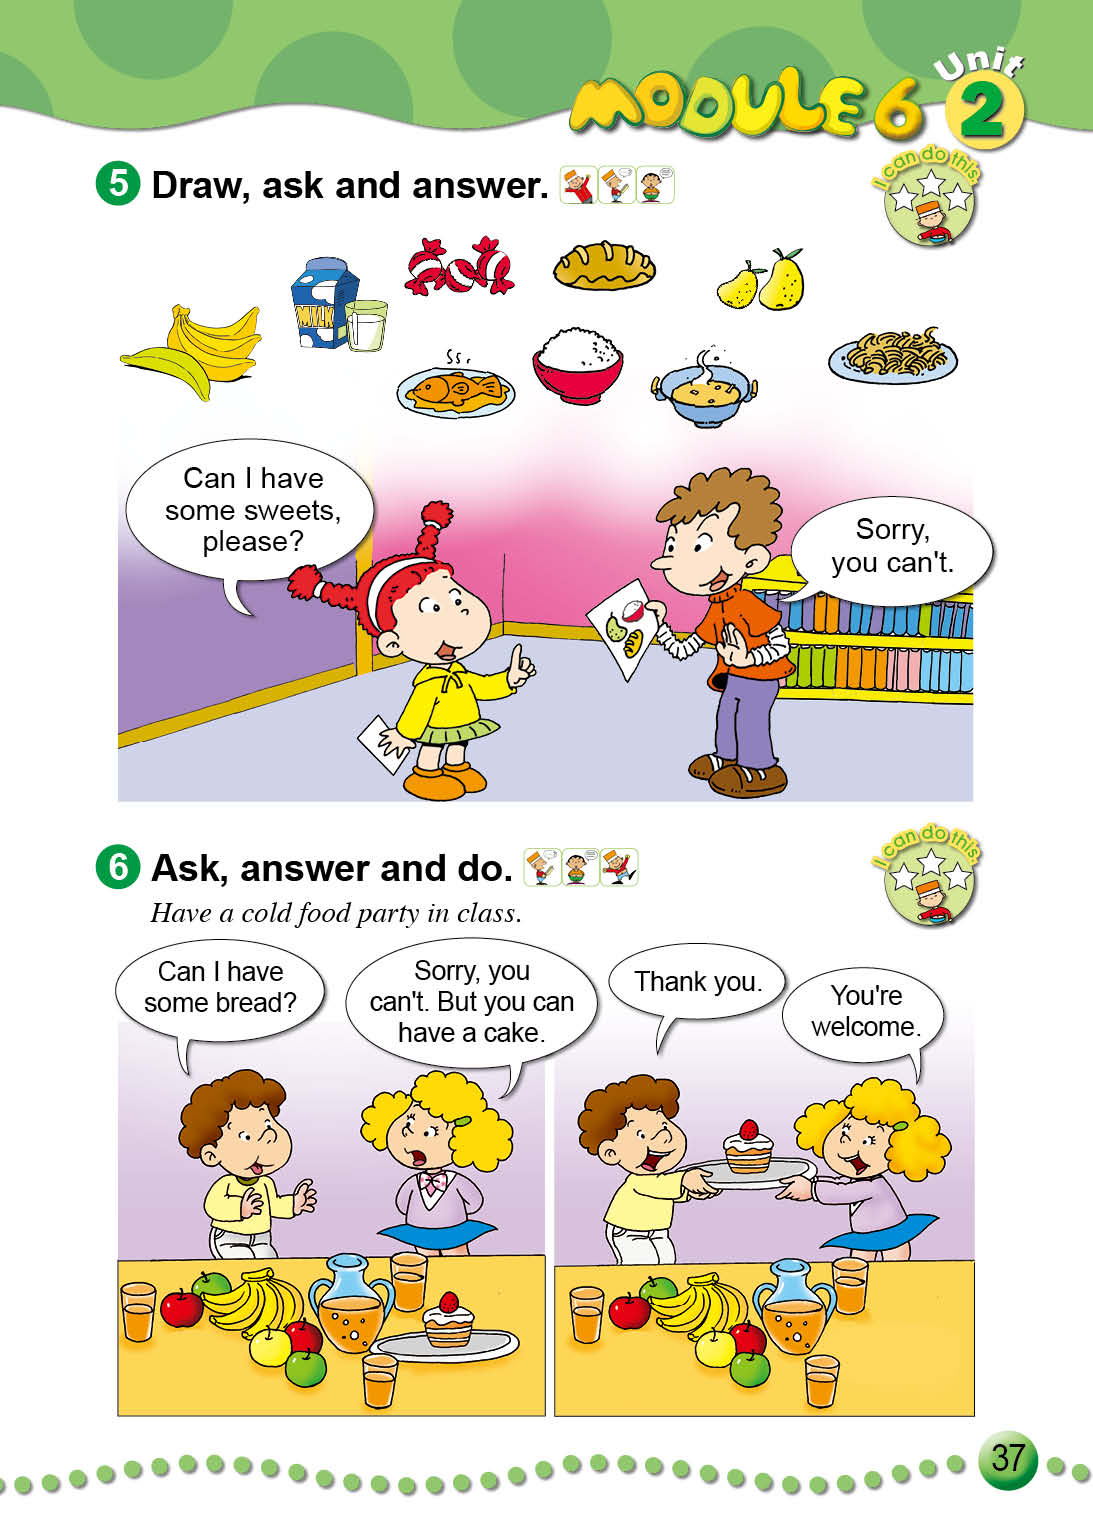 MODULE 6 Unit 2
I can do this.
5 Draw, ask and answer.
MILK
Can I have
some sweets,
please?
Sorry,
you can't.
I can do this.
6 Ask, answer and do.
Have a cold food party in class.
Can I have
some bread?
Sorry, you
can't. But you can
have a cake.
Thank you.
You're
welcome.
37